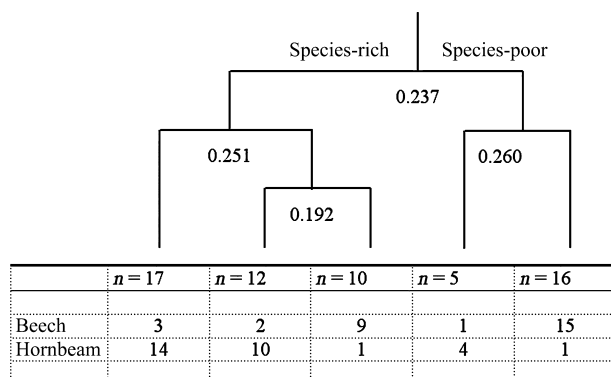 Species-rich Species-poor
0.237
0.251 0.260
0.192
n = 17 n = 12 n = 10 n = 5 n = 16
Beech 3 2 9 1 15
Hornbeam 14 10 1 4 1